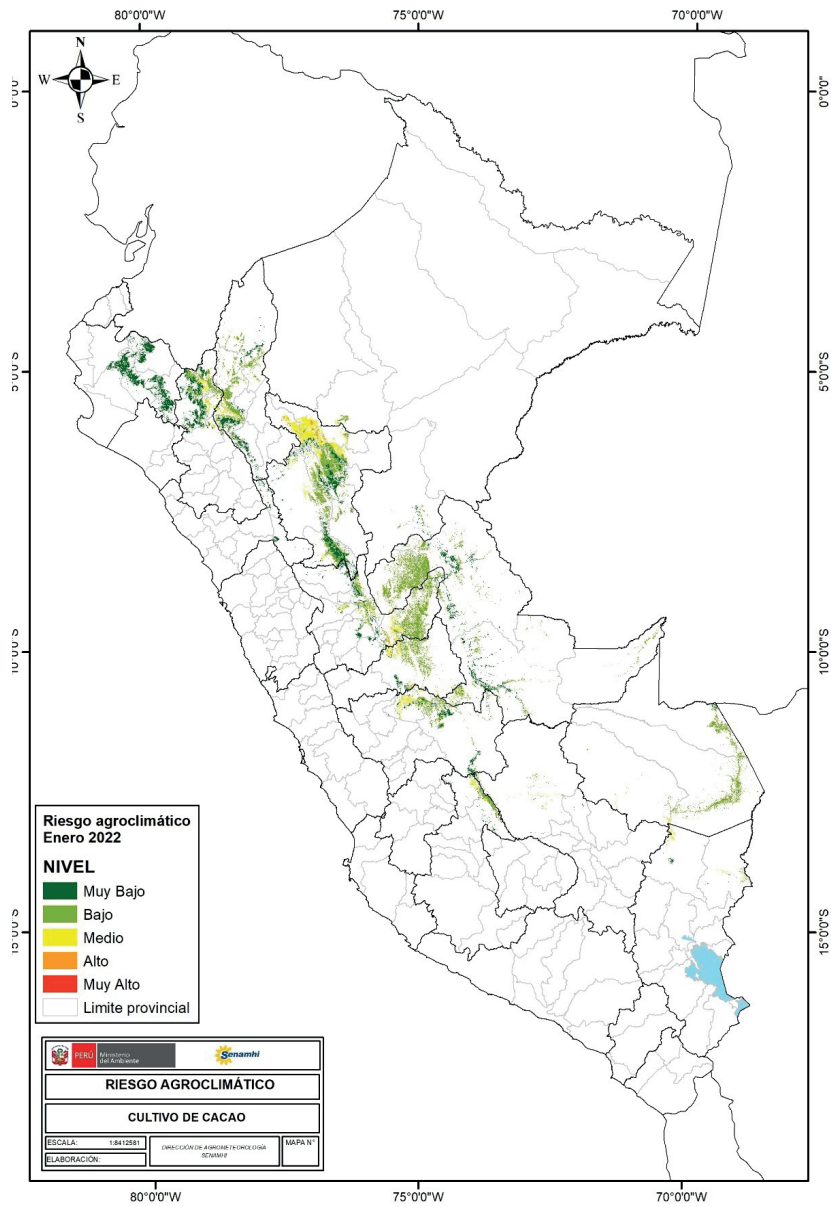 80°0'0"W
75°0'0"W
70°0'0"W
N
W
E
S
0°0'0"
5°0'0"S
10°0'0"S
15°0'0"S
Riesgo agroclimático
Enero 2022
NIVEL
Muy Bajo
Bajo
Medio
Alto
Muy Alto
Limite provincial
PERÚ
Ministerio
del Ambiente
Senamhi
RIESGO AGROCLIMÁTICO
CULTIVO DE CACAO
ESCALA: 1:8412581
ELABORACIÓN:
DIRECCIÓN DE AGROMETEOROLOGÍA
SENAMHI
MAPA N°
80°0'0"W
75°0'0"W
70°0'0"W
0°0'0"
5°0'0"S
10°0'0"S
15°0'0"S